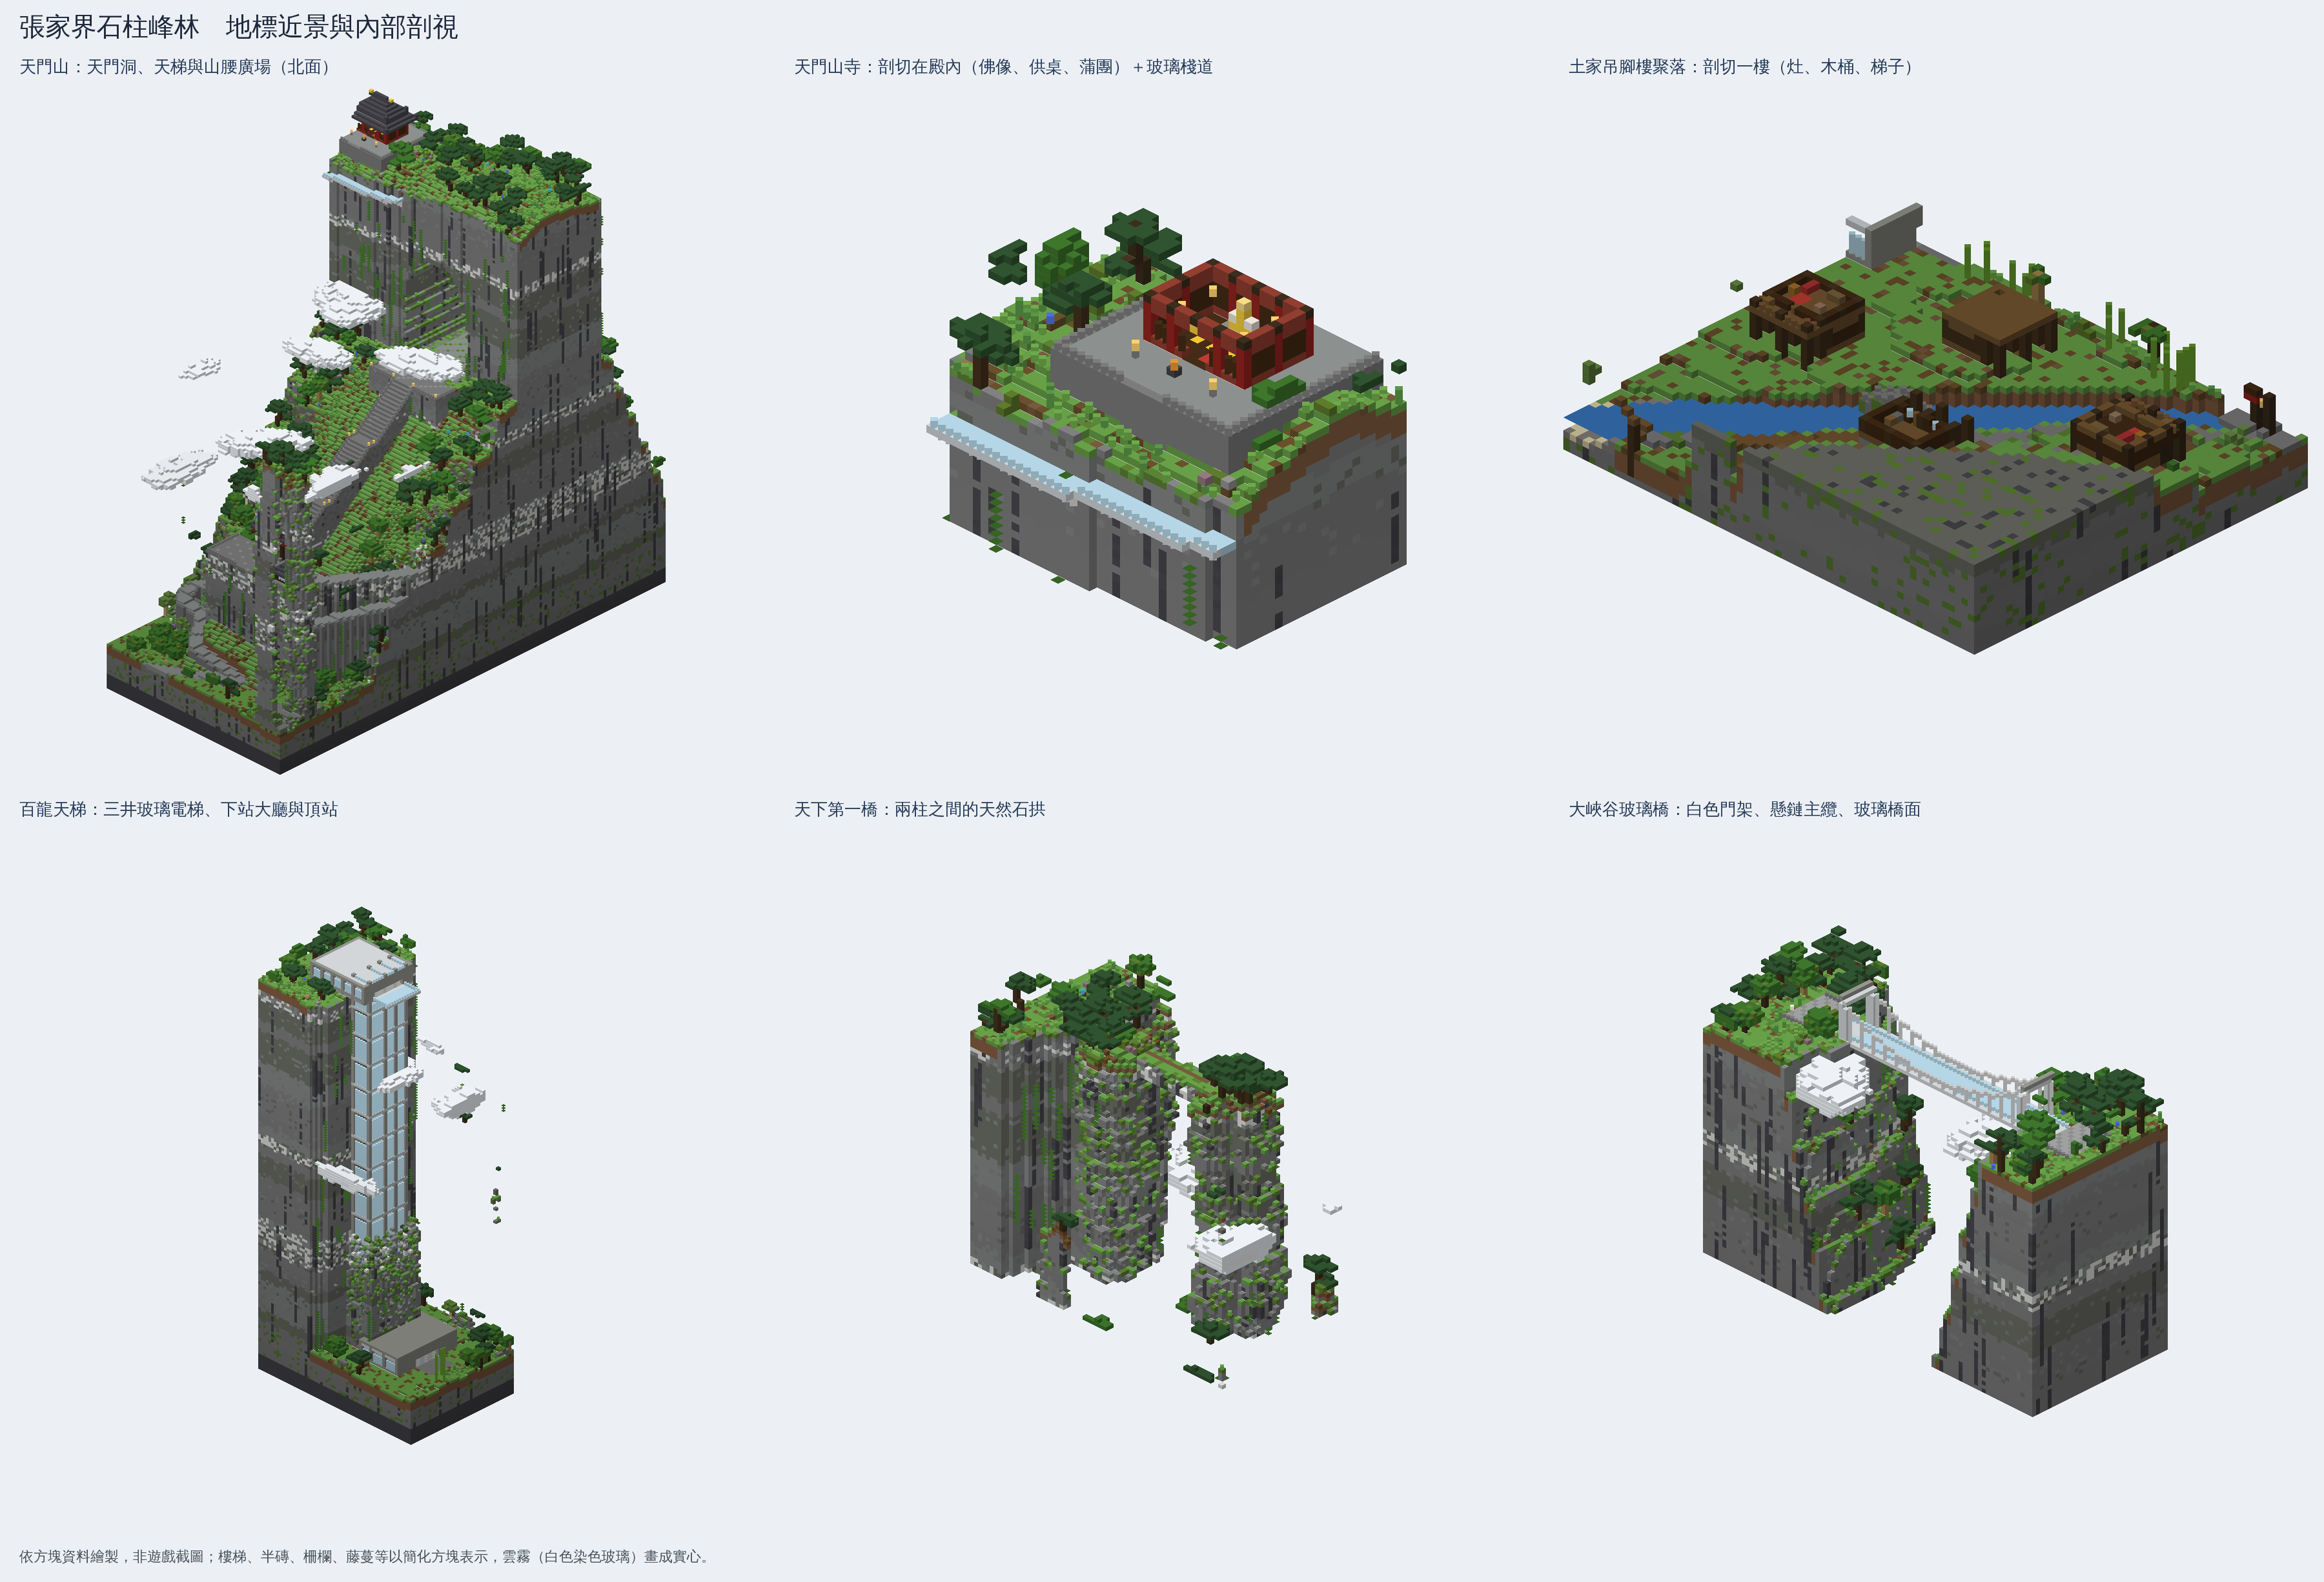 張家界石柱峰林　地標近景與內部剖視
天門山：天門洞、天梯與山腰廣場（北面）
天門山寺：剖切在殿內（佛像、供桌、蒲團）＋玻璃棧道
土家吊腳樓聚落：剖切一樓（灶、木桶、梯子）
百龍天梯：三井玻璃電梯、下站大廳與頂站
天下第一橋：兩柱之間的天然石拱
大峽谷玻璃橋：白色門架、懸鏈主纜、玻璃橋面
依方塊資料繪製，非遊戲截圖；樓梯、半磚、柵欄、藤蔓等以簡化方塊表示，雲霧（白色染色玻璃）畫成實心。